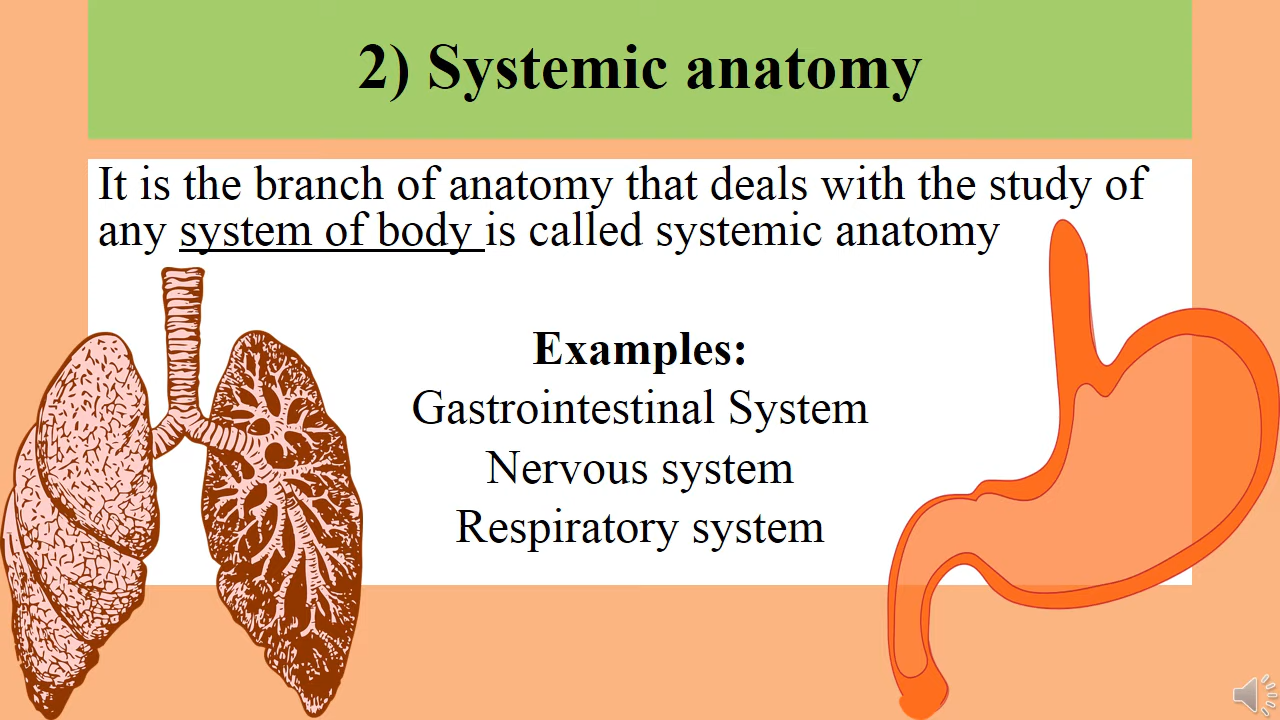 2) Systemic anatomy
It is the branch of anatomy that deals with the study of
any system of body is called systemic anatomy
Examples:
Gastrointestinal System
Nervous system
Respiratory system